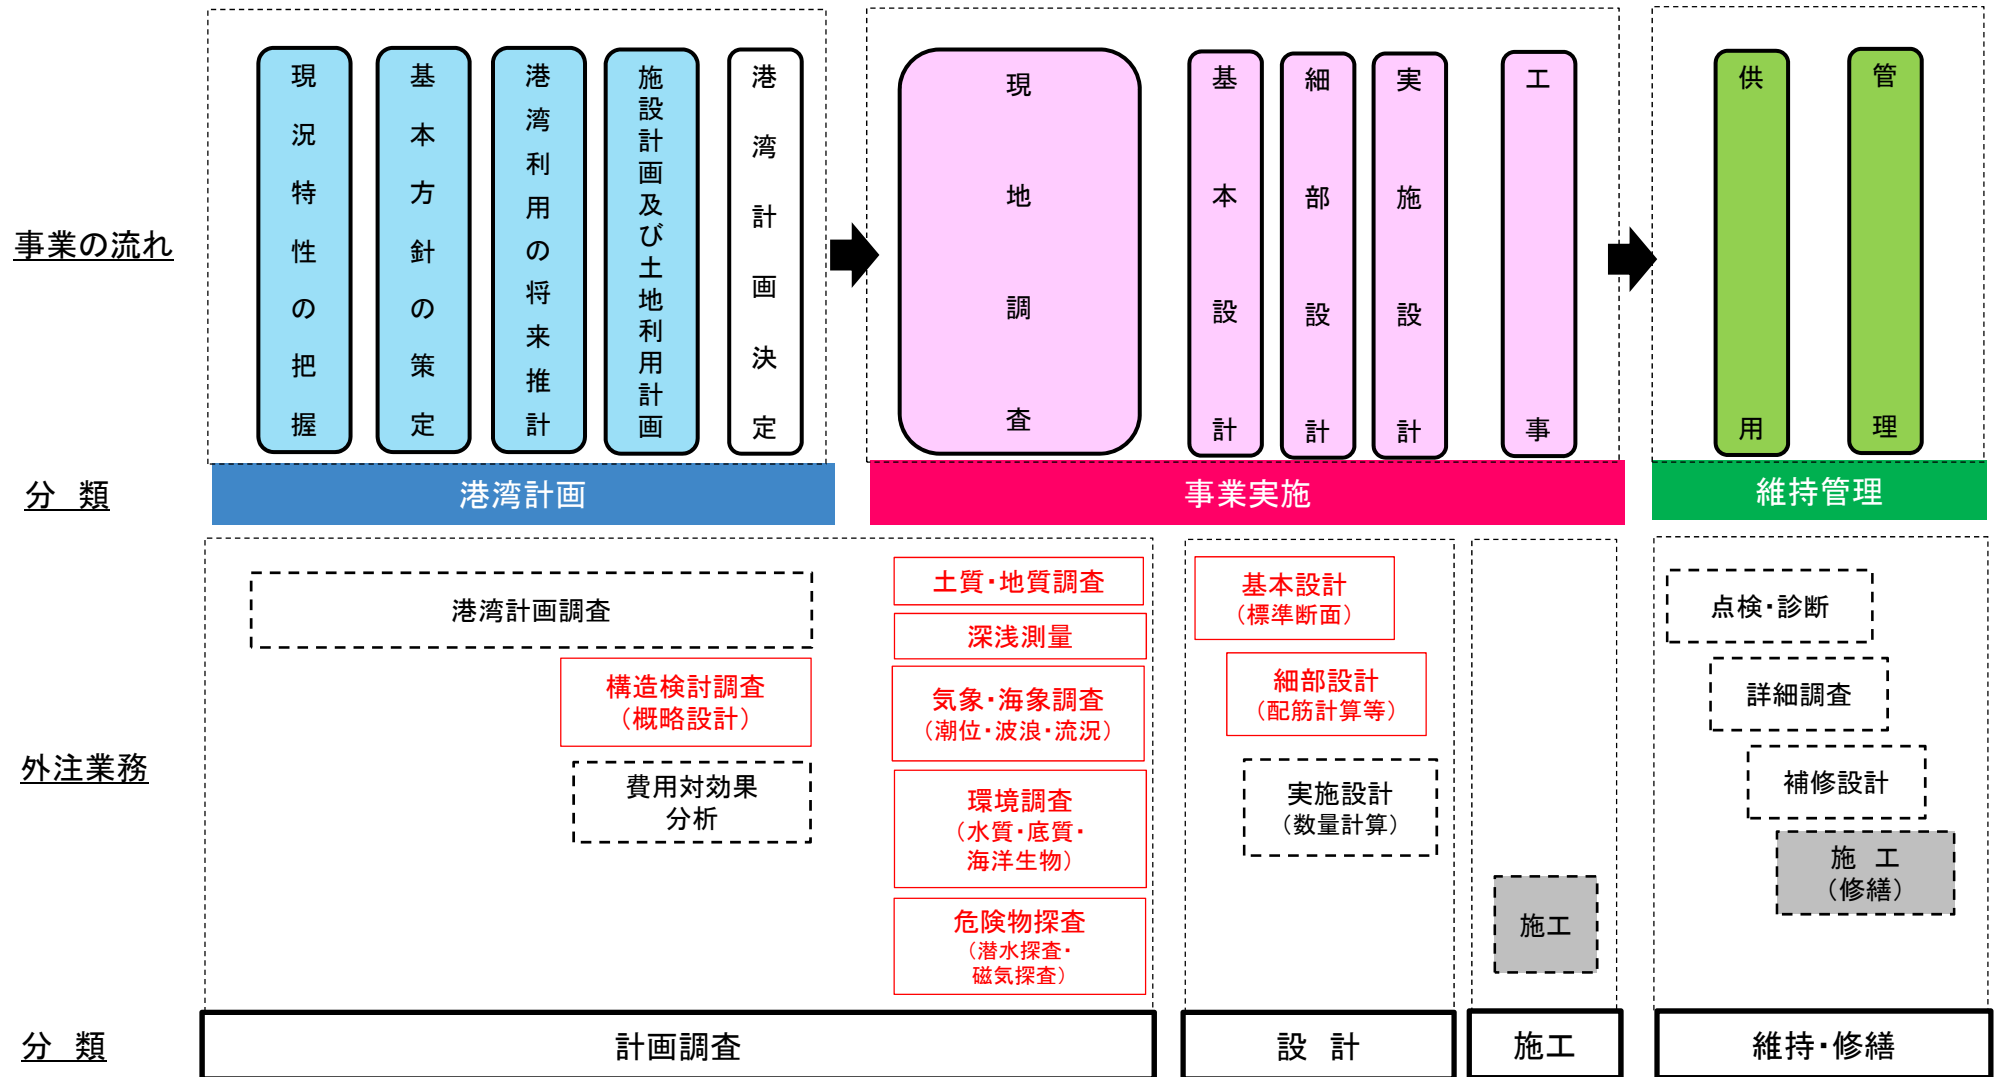 事業の流れ
現況特性の把握
基本方針の策定
港湾利用の将来推計
施設計画及び土地利用計画
港湾計画決定
現地調査
基本設計
細部設計
実施設計
工事
供用
管理
分　類
港湾計画
事業実施
維持管理
外注業務
港湾計画調査
構造検討調査
（概略設計）
費用対効果
分析
土質・地質調査
深浅測量
気象・海象調査
（潮位・波浪・流況）
環境調査
（水質・底質・
海洋生物）
危険物探査
（潜水探査・
磁気探査）
基本設計
（標準断面）
細部設計
（配筋計算等）
実施設計
（数量計算）
施工
点検・診断
詳細調査
補修設計
施　工
（修繕）
分　類
計画調査
設　計
施工
維持・修繕